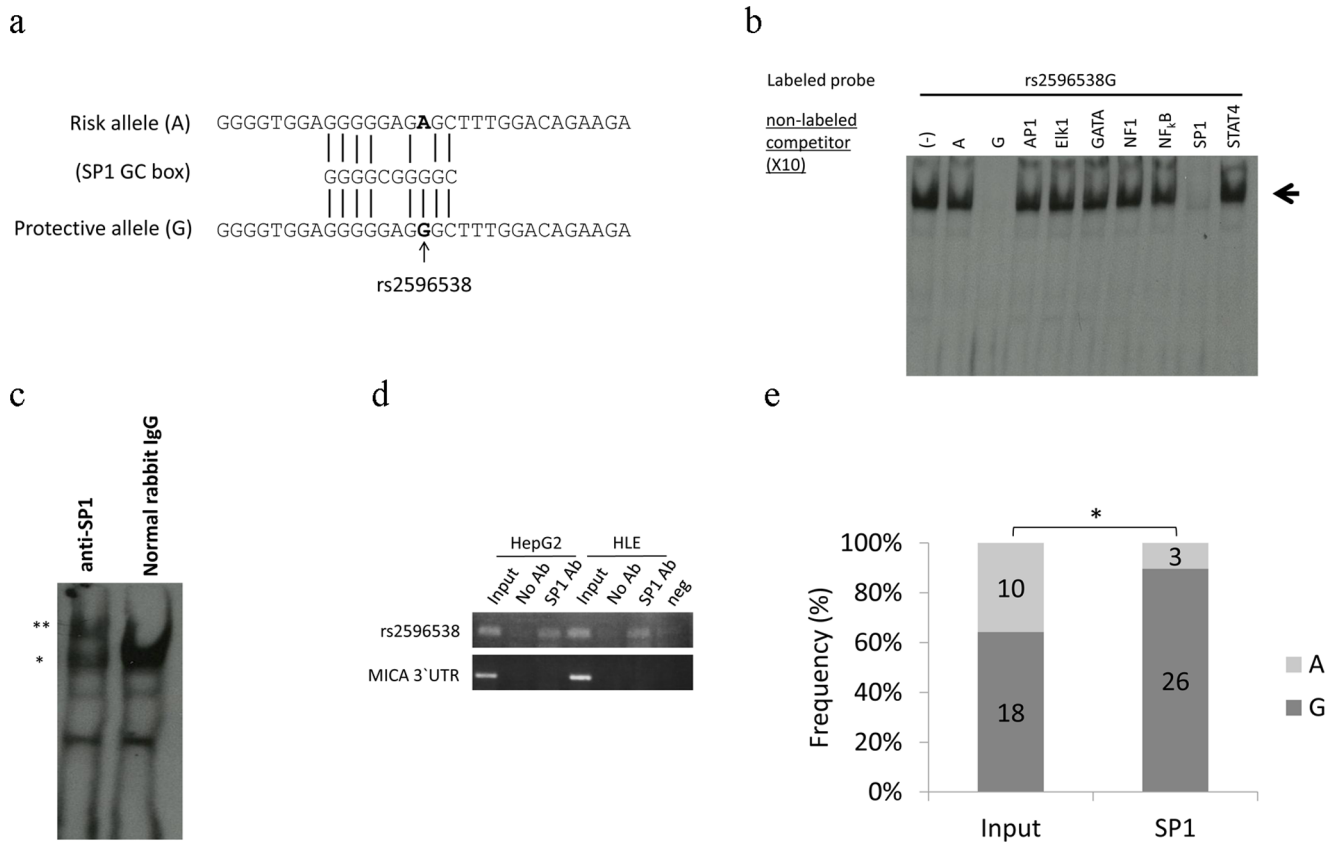 a
Risk allele (A) GGGGTGGAGGGGGAGAGCTTTGGACAGAAGA
(SP1 GC box) GGGGCGGGGC
Protective allele (G) GGGGTGGAGGGGGAGGGCTTTGGACAGAAGA
rs2596538
b
Labeled probe rs2596538G
non-labeled
competitor
(X10)
(-) A G AP1 Elk1 GATA NF1 NFkB SP1 STAT4
c
anti-SP1 Normal rabbit IgG
**
*
d
HepG2 HLE
Input No Ab SP1 Ab Input No Ab SP1 Ab neg
rs2596538
MICA 3`UTR
e
*
Frequency (%)
100%
80%
60%
40%
20%
0%
10
18
3
26
Input SP1
A
G